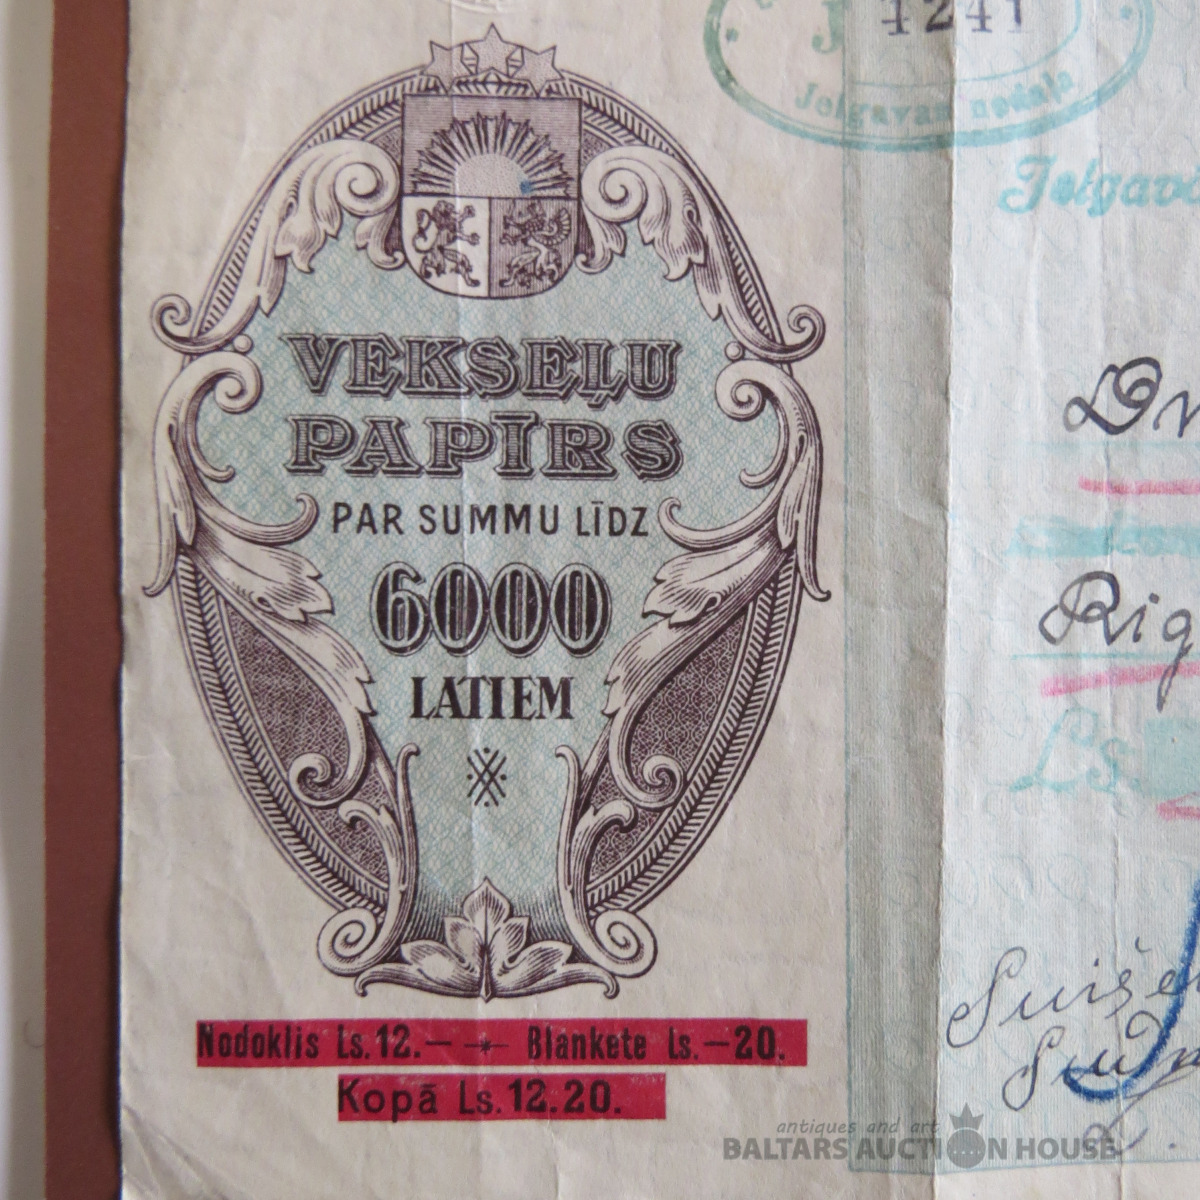 4241
Jelgavas nodaļa
VEKSEĻU
PAPĪRS
PAR SUMMU LĪDZ
6000
LATIEM
Nodoklis Ls. 12.— Blankete Ls. —20.
Kopā Ls. 12.20.
Rig
Ls
antiques and art
BALTARS AUCTION HOUSE